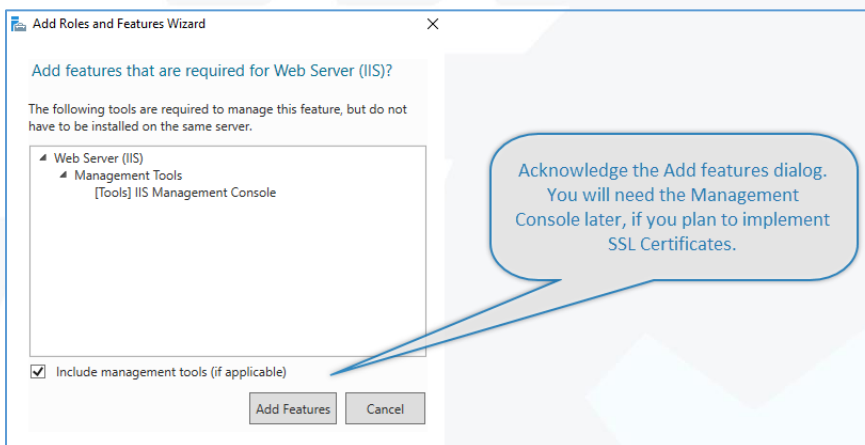 Add Roles and Features Wizard
Add features that are required for Web Server (IIS)?
The following tools are required to manage this feature, but do not
have to be installed on the same server.
Web Server (IIS)
Management Tools
[Tools] IIS Management Console
Include management tools (if applicable)
Add Features
Cancel
Acknowledge the Add features dialog.
You will need the Management
Console later, if you plan to implement
SSL Certificates.